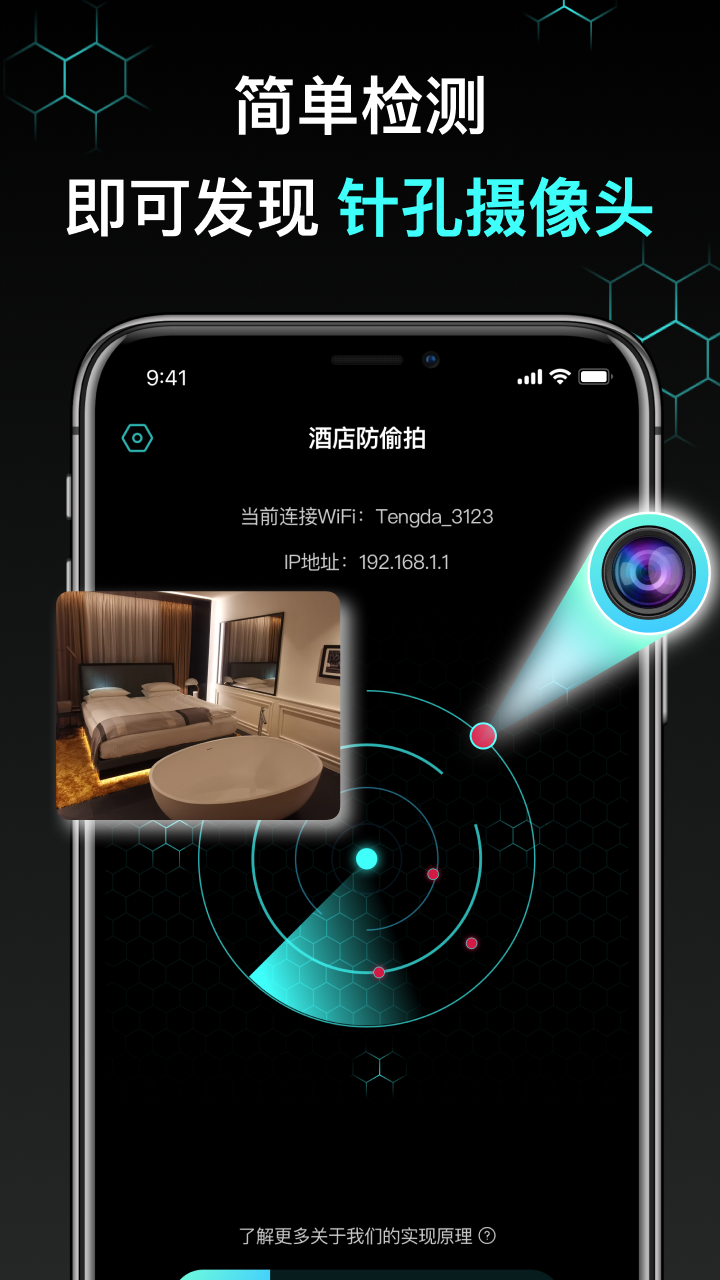 简单检测
即可发现 针孔摄像头
9:41
酒店防偷拍
当前连接WiFi：Tengda_3123
IP地址：192.168.1.1
了解更多关于我们的实现原理 ?